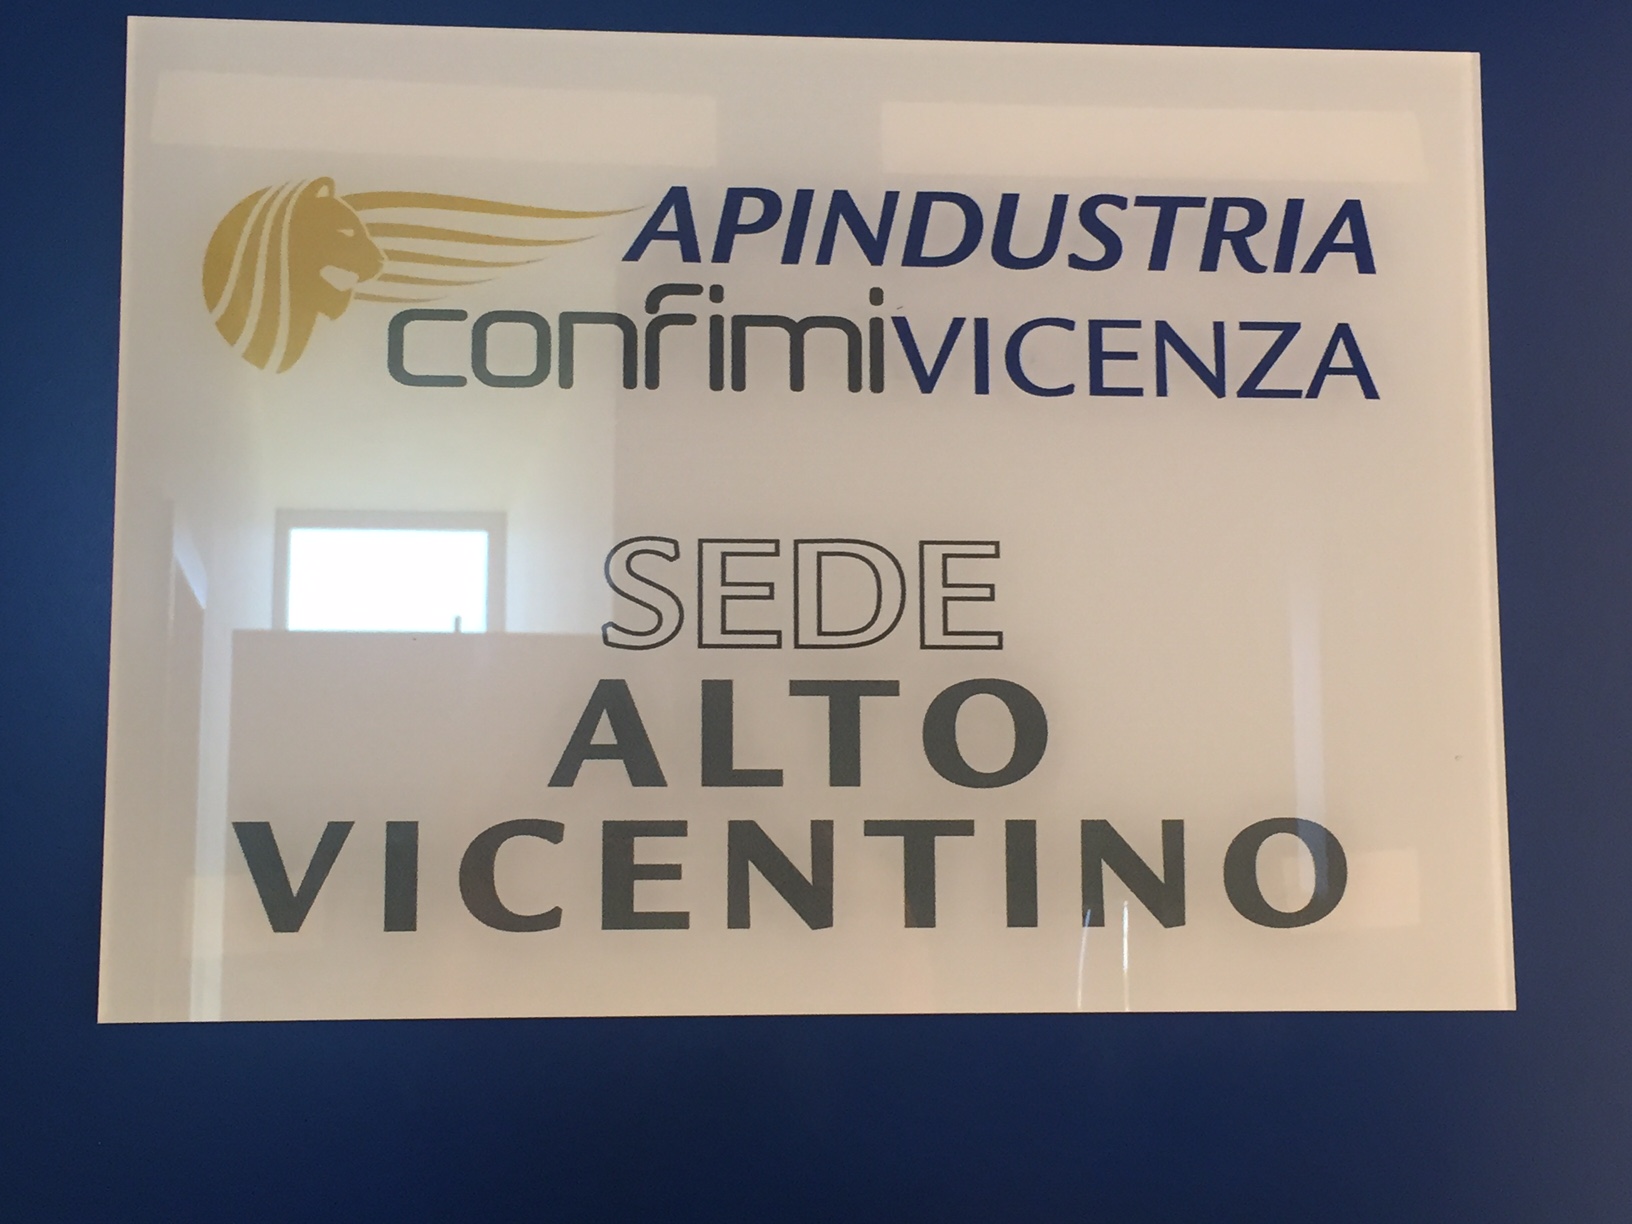 APINDUSTRIA
confimiVICENZA
SEDE
ALTO
VICENTINO